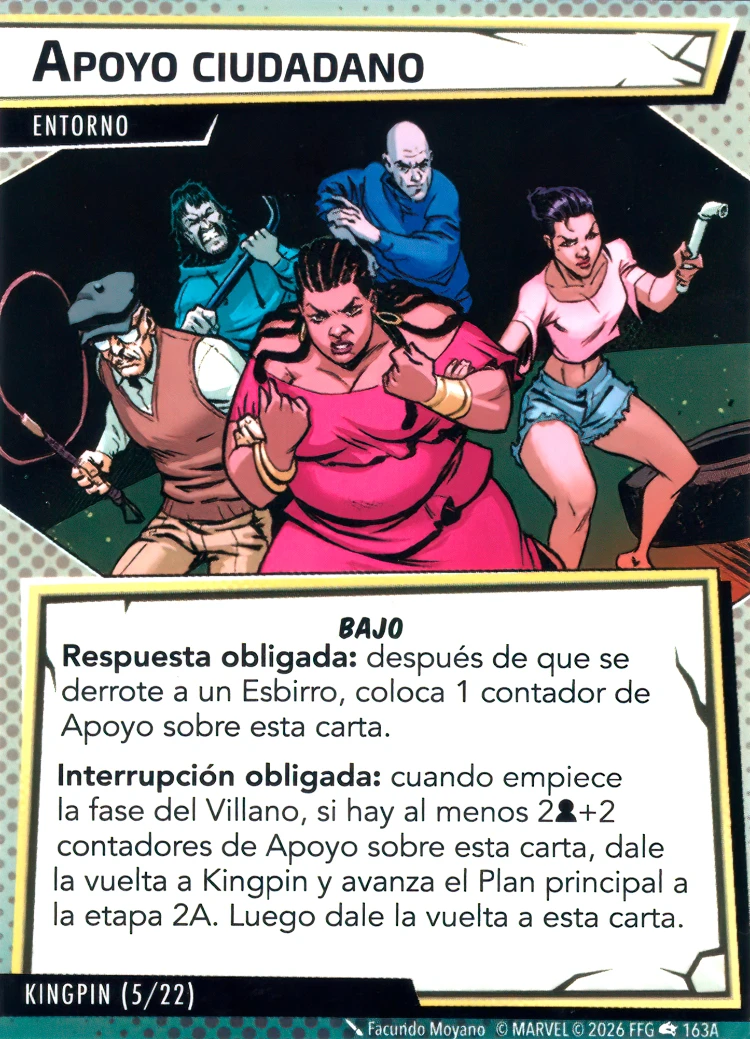 APOYO CIUDADANO
ENTORNO
BAJO
Respuesta obligada: después de que se
derrote a un Esbirro, coloca 1 contador de
Apoyo sobre esta carta.
Interrupción obligada: cuando empiece
la fase del Villano, si hay al menos 2👤+2
contadores de Apoyo sobre esta carta, dale
la vuelta a Kingpin y avanza el Plan principal a
la etapa 2A. Luego dale la vuelta a esta carta.
KINGPIN (5/22)
Facundo Moyano © MARVEL © 2026 FFG 163A